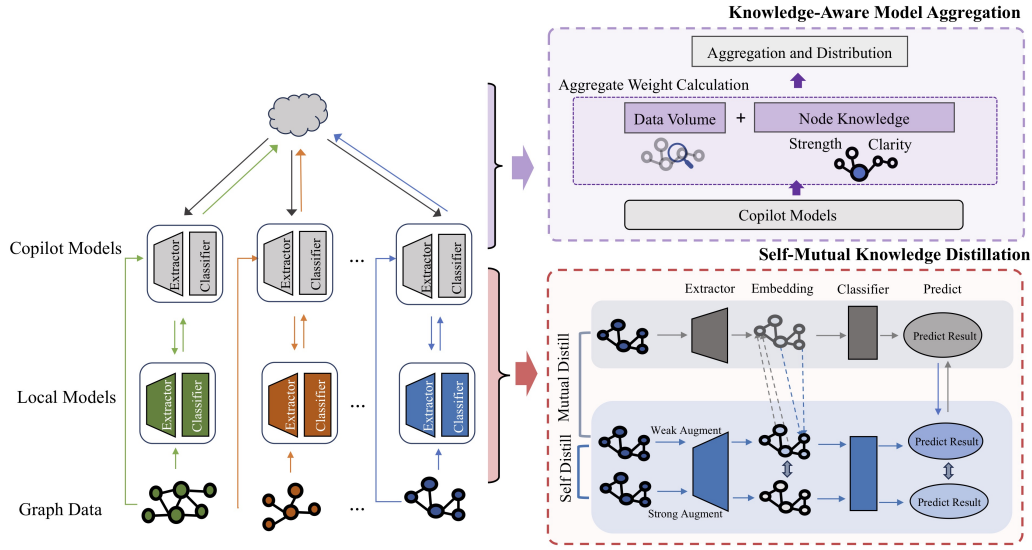 Knowledge-Aware Model Aggregation
Aggregation and Distribution
Aggregate Weight Calculation
Data Volume + Node Knowledge
Strength Clarity
Copilot Models
Copilot Models
Extractor Classifier
Extractor Classifier
...
Extractor Classifier
Local Models
Extractor Classifier
Extractor Classifier
...
Extractor Classifier
Graph Data
...
Self-Mutual Knowledge Distillation
Extractor Embedding Classifier Predict
Predict Result
Mutual Distill
Self Distill
Weak Augment
Predict Result
Strong Augment
Predict Result